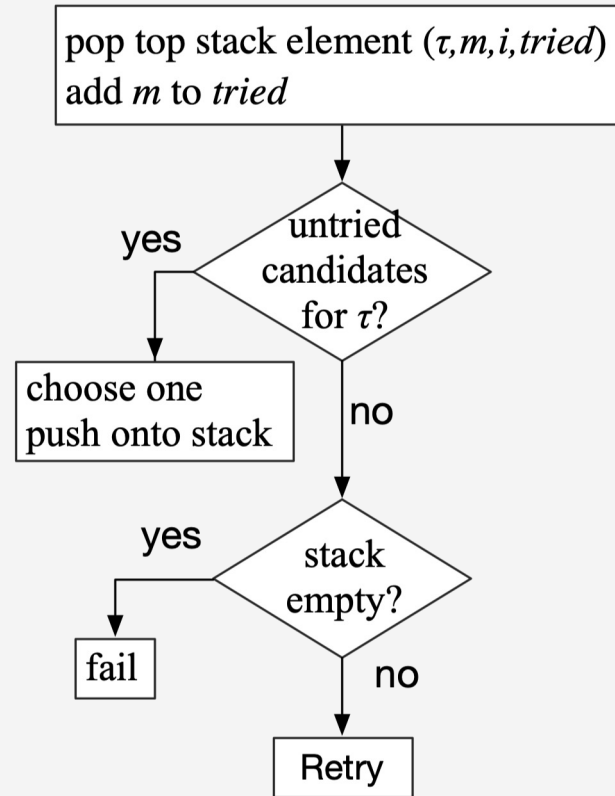 pop top stack element (τ,m,i,tried)
add m to tried
untried
candidates
for τ?
yes
choose one
push onto stack
no
stack
empty?
yes
fail
no
Retry